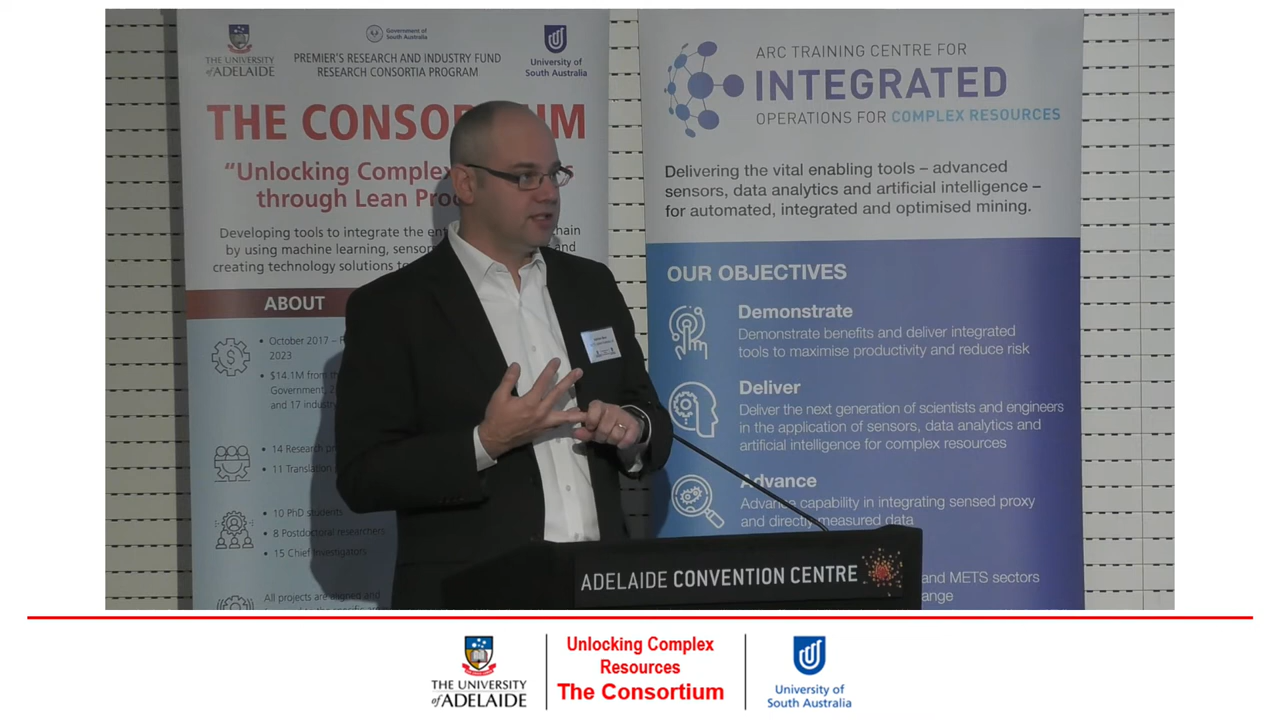 THE UNIVERSITY
of ADELAIDE
Government of
South Australia
PREMIER'S RESEARCH AND INDUSTRY FUND
RESEARCH CONSORTIA PROGRAM
University of
South Australia
THE CONSORTIUM
"Unlocking Complex
through Lean
Developing tools to integrate the
by using machine learning,
and
creating technology solutions
ABOUT
October 2017 –
2023
$14.1M from
Government,
and 17
14 Research
11 Translation
10 PhD students
8 Postdoctoral researchers
15 Chief Investigators
All projects are aligned and
ARC TRAINING CENTRE FOR
INTEGRATED
OPERATIONS FOR COMPLEX RESOURCES
Delivering the vital enabling tools – advanced
sensors, data analytics and artificial intelligence –
for automated, integrated and optimised mining.
OUR OBJECTIVES
Demonstrate
Demonstrate benefits and deliver integrated
tools to maximise productivity and reduce risk
Deliver
Deliver the next generation of scientists and engineers
in the application of sensors, data analytics and
artificial intelligence for complex resources
Advance
Advance capability in integrating sensed proxy
and directly measured data
and METS sectors
ADELAIDE CONVENTION CENTRE
THE UNIVERSITY
of ADELAIDE
Unlocking Complex
Resources
The Consortium
University of
South Australia